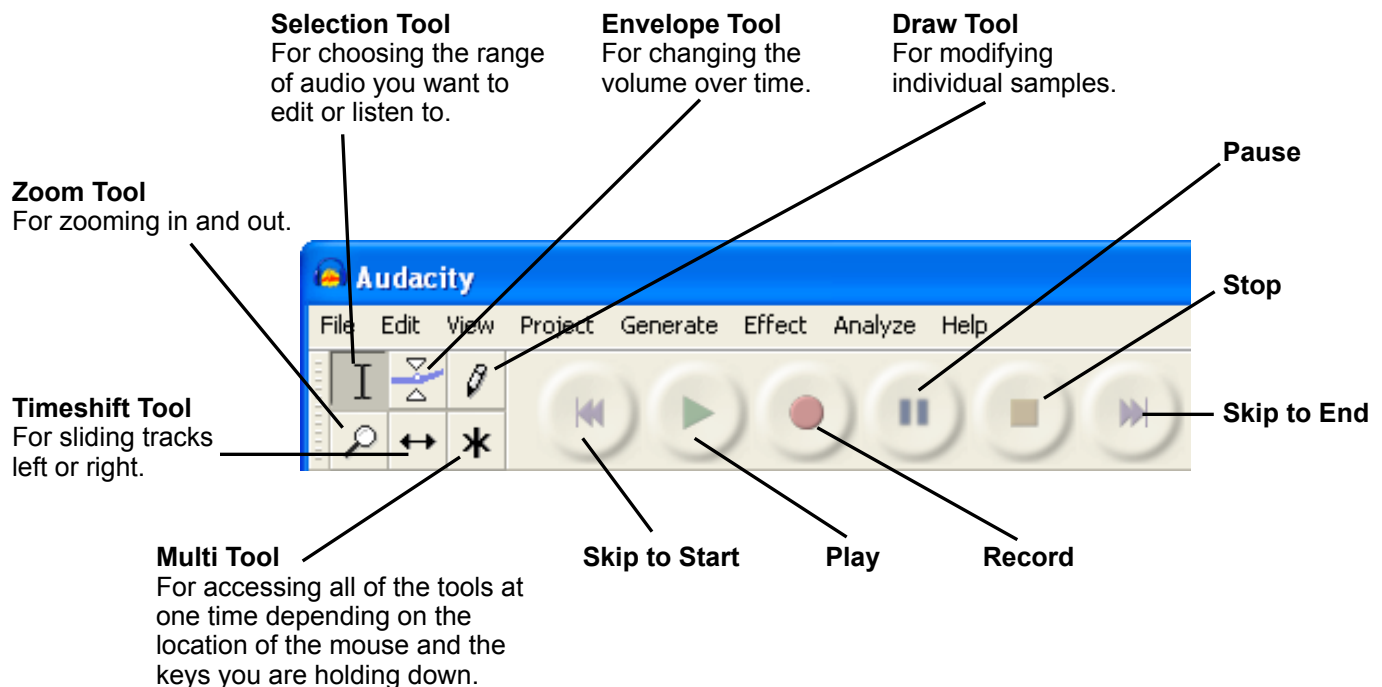 Selection Tool
For choosing the range
of audio you want to
edit or listen to.
Envelope Tool
For changing the
volume over time.
Draw Tool
For modifying
individual samples.
Pause
Zoom Tool
For zooming in and out.
Audacity
File Edit View Project Generate Effect Analyze Help
Stop
Timeshift Tool
For sliding tracks
left or right.
Skip to End
Multi Tool
For accessing all of the tools at
one time depending on the
location of the mouse and the
keys you are holding down.
Skip to Start
Play
Record